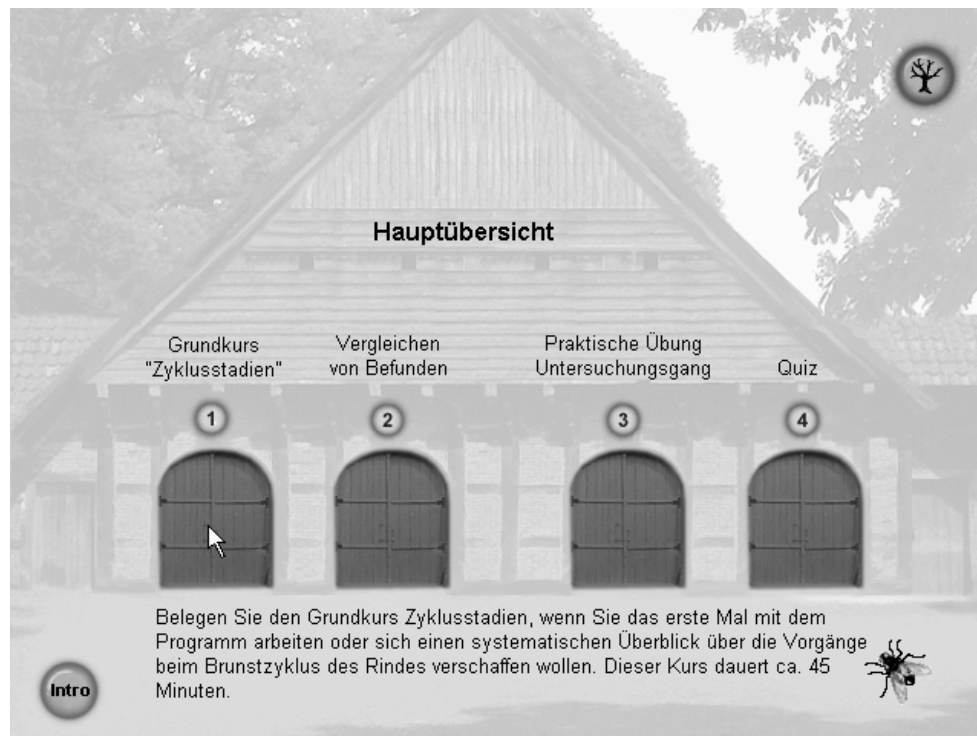 Hauptübersicht
Grundkurs
"Zyklusstadien"
Vergleichen
von Befunden
Praktische Übung
Untersuchungsgang
Quiz
1
2
3
4
Belegen Sie den Grundkurs Zyklusstadien, wenn Sie das erste Mal mit dem
Programm arbeiten oder sich einen systematischen Überblick über die Vorgänge
beim Brunstzyklus des Rindes verschaffen wollen. Dieser Kurs dauert ca. 45
Minuten.
Intro